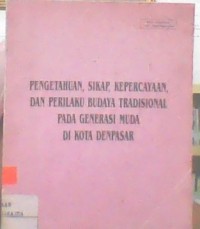 PENGETAHUAN, SIKAP, KEPERCAYAAN,
DAN PERILAKU BUDAYA TRADISIONAL
PADA GENERASI MUDA
DI KOTA DENPASAR